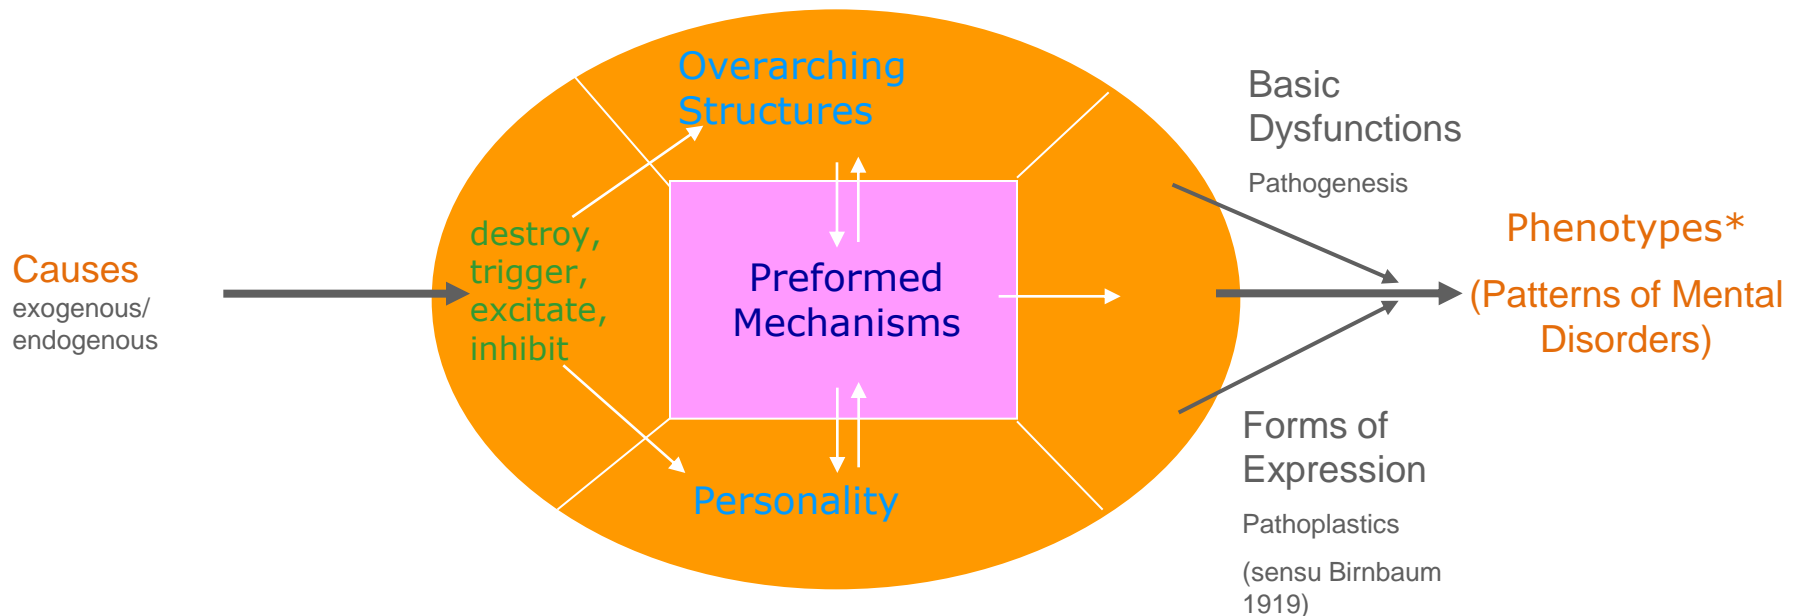 Causes
exogenous/
endogenous
destroy,
trigger,
excitate,
inhibit
Overarching
Structures
Preformed
Mechanisms
Personality
Basic
Dysfunctions
Pathogenesis
Forms of
Expression
Pathoplastics
(sensu Birnbaum
1919)
Phenotypes*
(Patterns of Mental
Disorders)